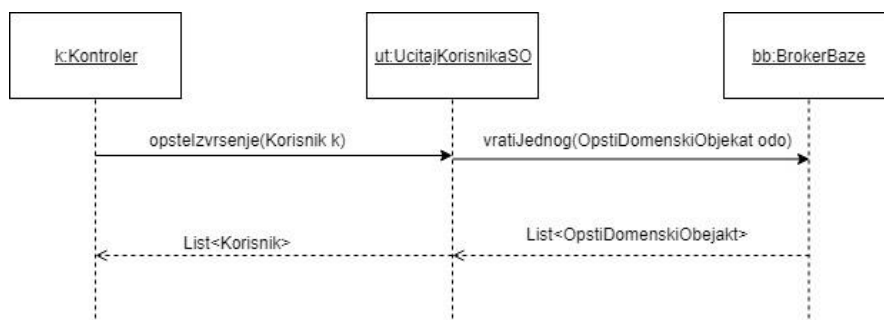 k:Kontroler
ut:UcitajKorisnikaSO
bb:BrokerBaze
opsteIzvrsenje(Korisnik k)
vratiJednog(OpstiDomenskiObjekat odo)
List<Korisnik>
List<OpstiDomenskiObejakt>